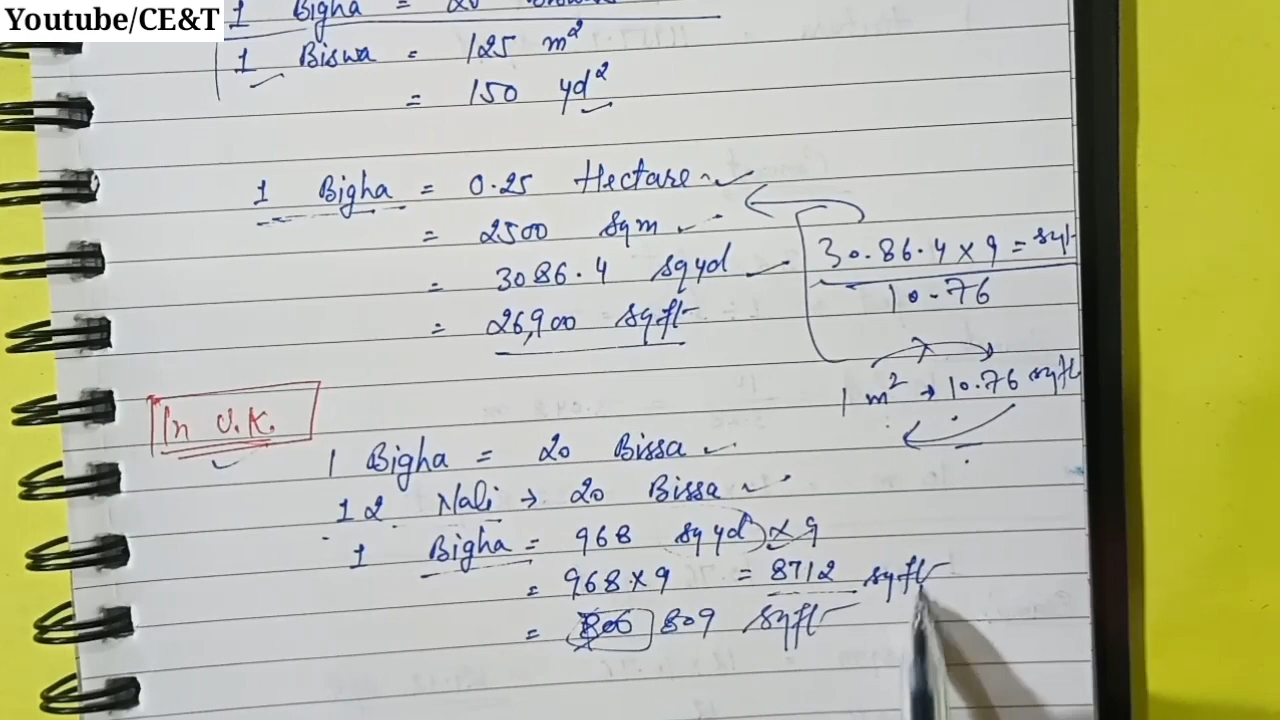 Youtube/CE&T
1 Bigha = 20
1 Biswa = 125 m²
= 150 yd²
1 Bigha = 0.25 Hectare
= 2500 sqm
= 3086.4 sqyd
= 26,900 sqft
30.86.4 x 9 = sqft
10.76
1 m² → 10.76 sqft
In U.K.
1 Bigha = 20 Bissa
12 Nali → 20 Bissa
1 Bigha = 968 sqyd x 9
= 968 x 9 = 8712 sqft
= 806 809 sqft